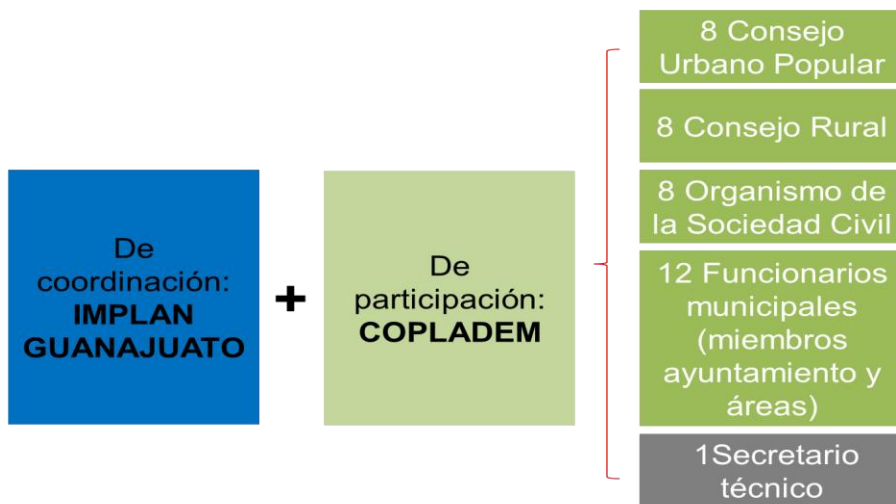 De
coordinación:
IMPLAN
GUANAJUATO
+
De
participación:
COPLADEM
8 Consejo
Urbano Popular
8 Consejo Rural
8 Organismo de
la Sociedad Civil
12 Funcionarios
municipales
(miembros
ayuntamiento y
áreas)
1Secretario
técnico